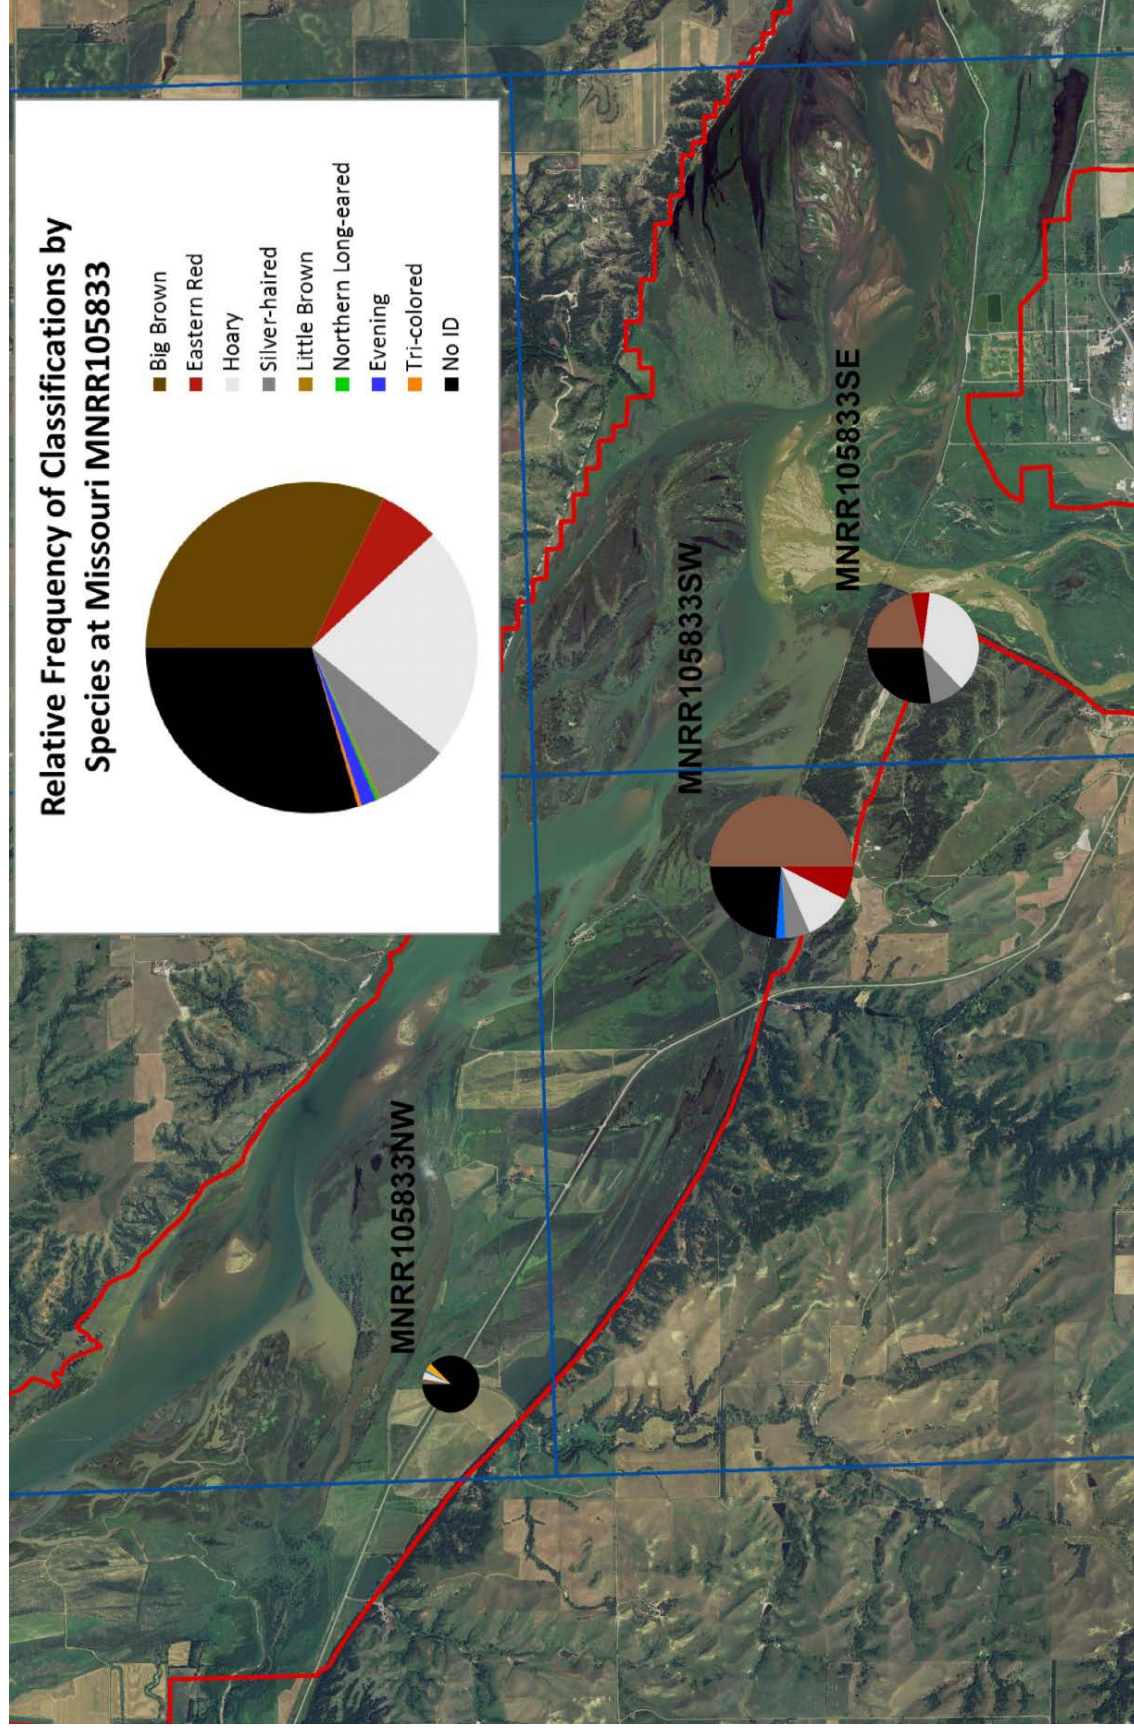 Relative Frequency of Classifications by
Species at Missouri MNRR105833
Big Brown
Eastern Red
Hoary
Silver-haired
Little Brown
Northern Long-eared
Evening
Tri-colored
No ID
MNRR105833NW
MNRR105833SW
MNRR105833SE